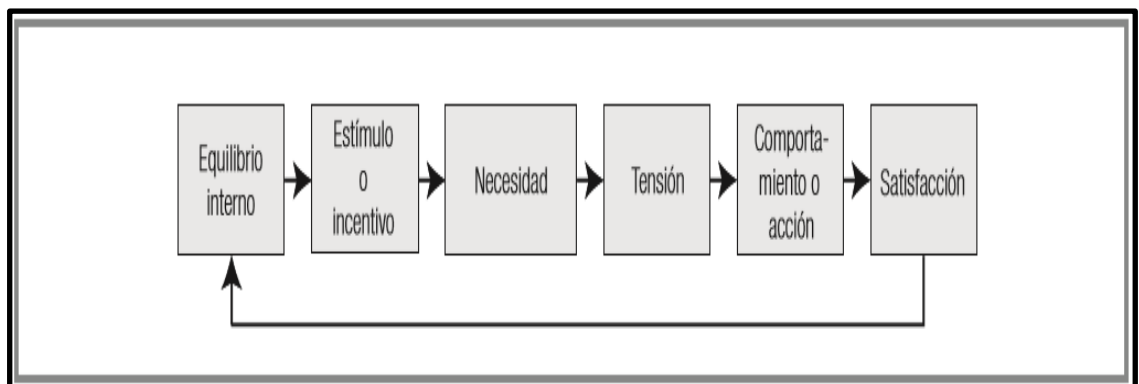 Equilibrio
interno
Estímulo
o
incentivo
Necesidad
Tensión
Comporta-
miento o
acción
Satisfacción